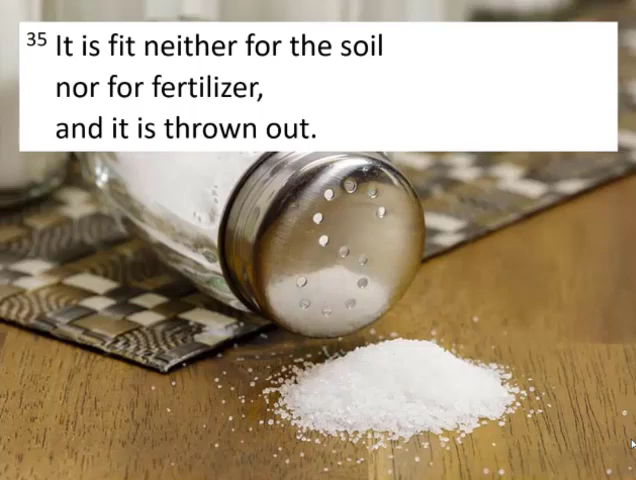 35 It is fit neither for the soil
nor for fertilizer,
and it is thrown out.